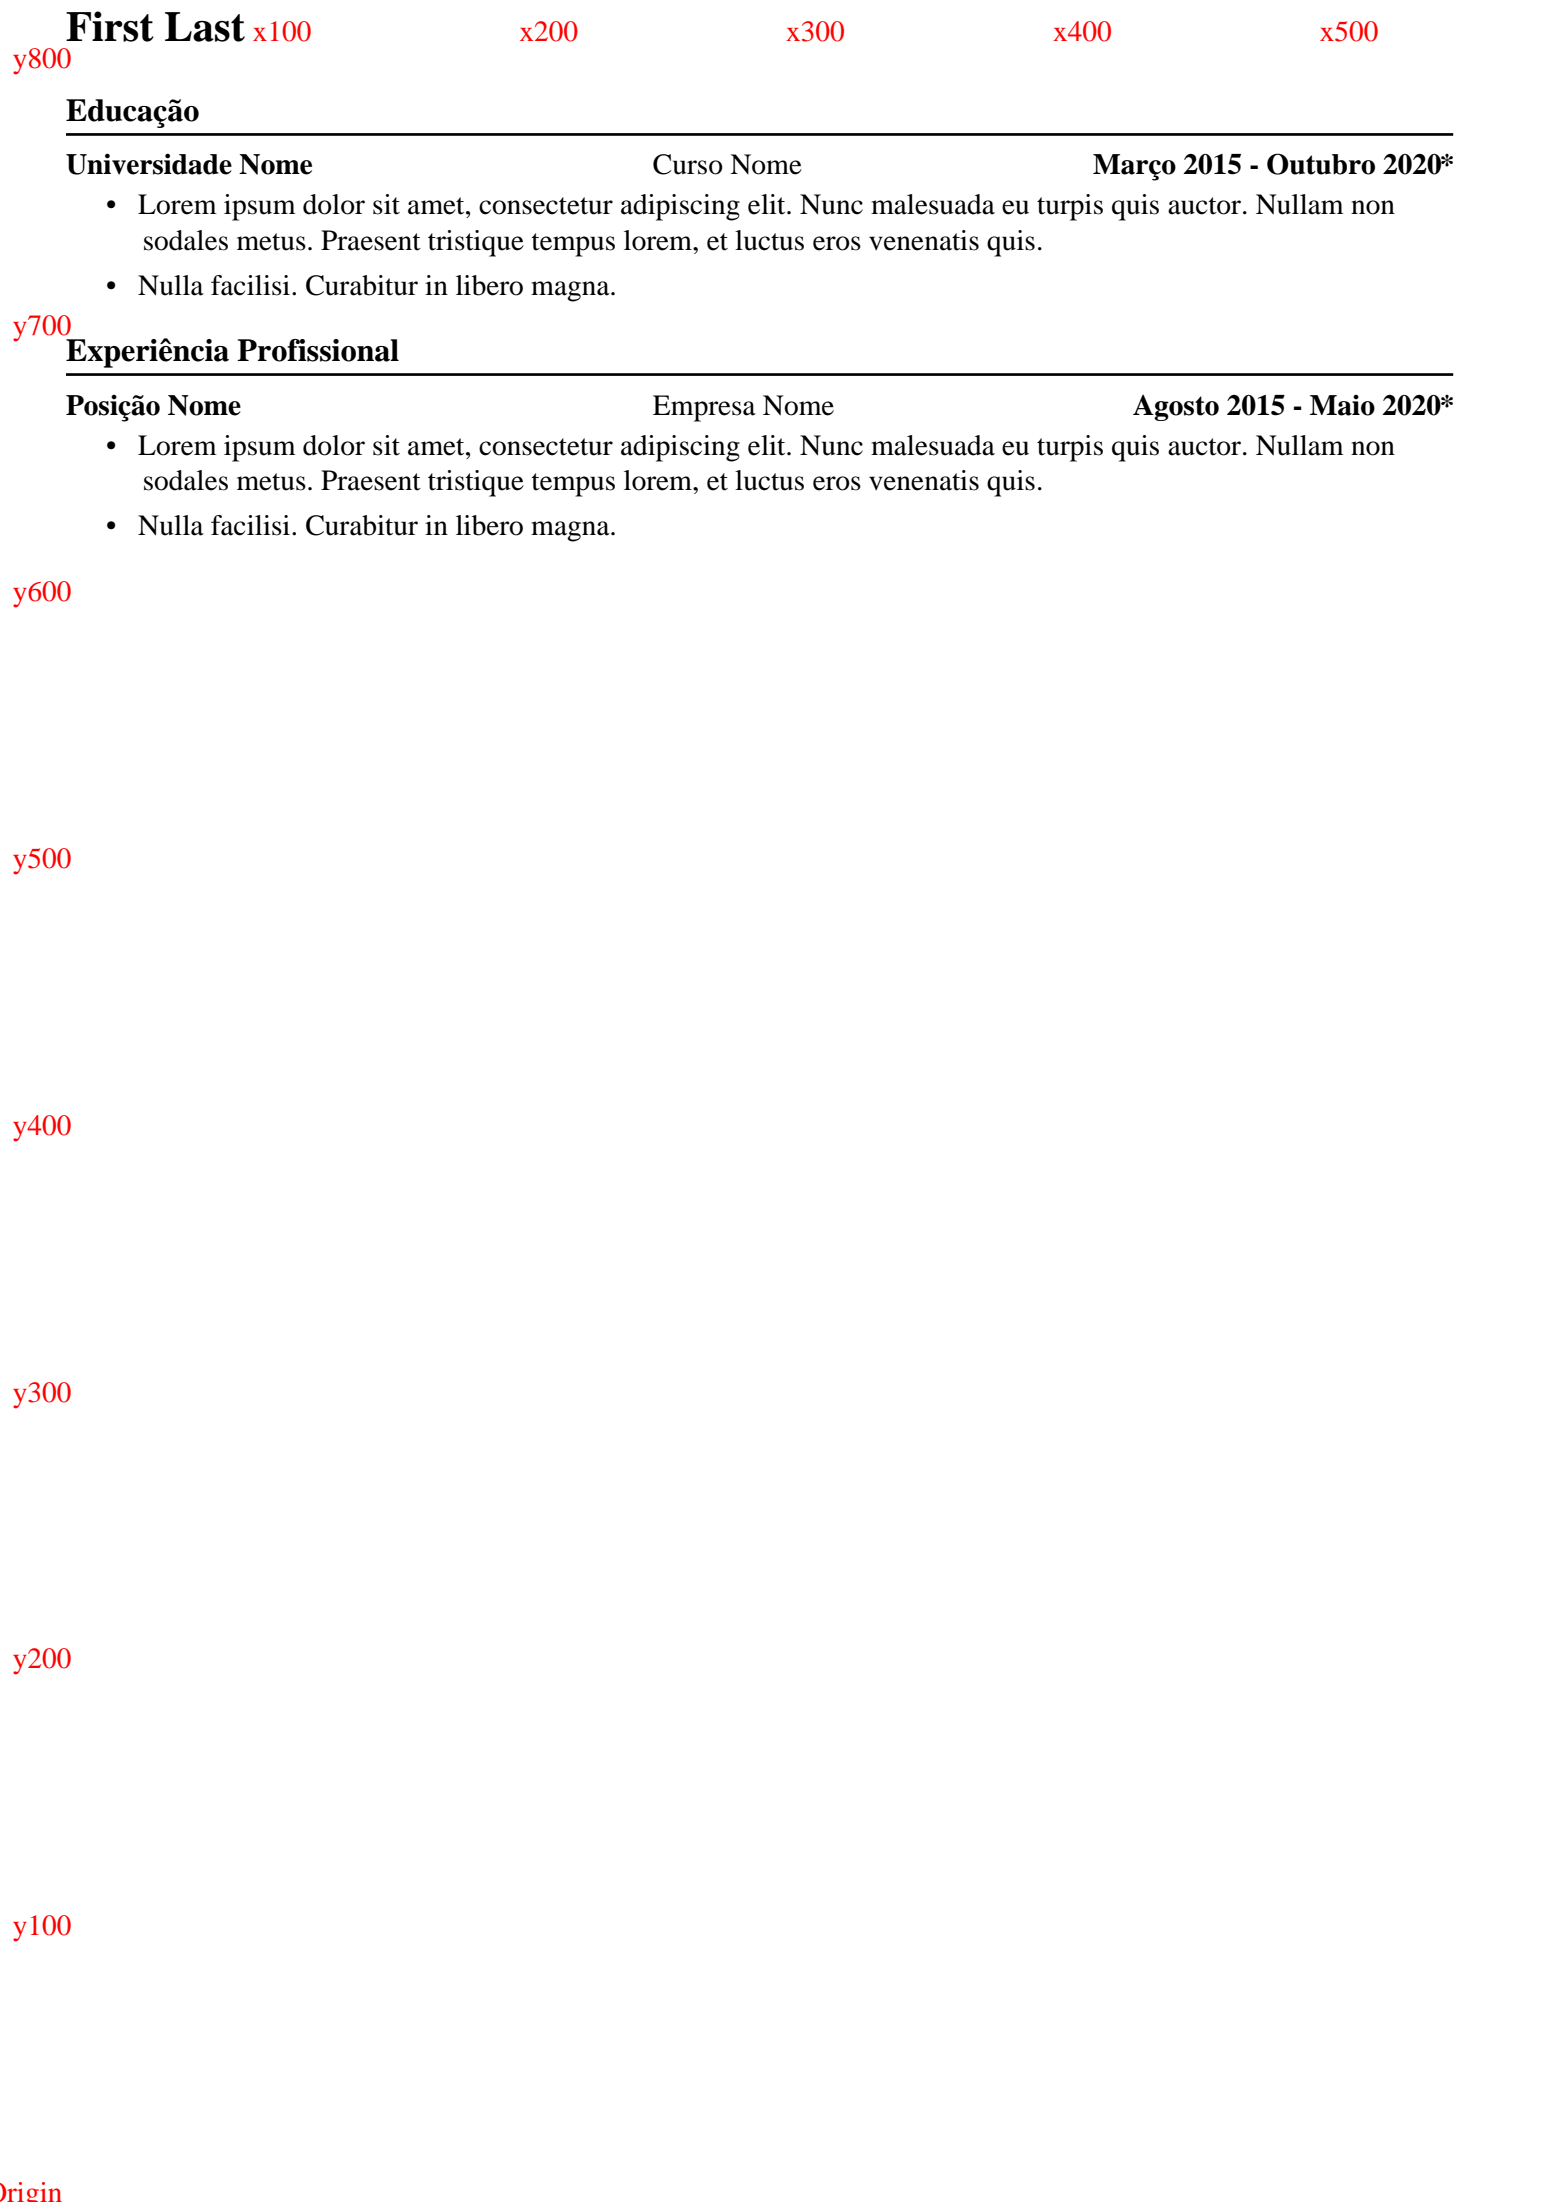 First Last x100 x200 x300 x400 x500
y800
Educação
Universidade Nome Curso Nome Março 2015 - Outubro 2020*
• Lorem ipsum dolor sit amet, consectetur adipiscing elit. Nunc malesuada eu turpis quis auctor. Nullam non
sodales metus. Praesent tristique tempus lorem, et luctus eros venenatis quis.
• Nulla facilisi. Curabitur in libero magna.
y700
Experiência Profissional
Posição Nome Empresa Nome Agosto 2015 - Maio 2020*
• Lorem ipsum dolor sit amet, consectetur adipiscing elit. Nunc malesuada eu turpis quis auctor. Nullam non
sodales metus. Praesent tristique tempus lorem, et luctus eros venenatis quis.
• Nulla facilisi. Curabitur in libero magna.
y600
y500
y400
y300
y200
y100
Origin